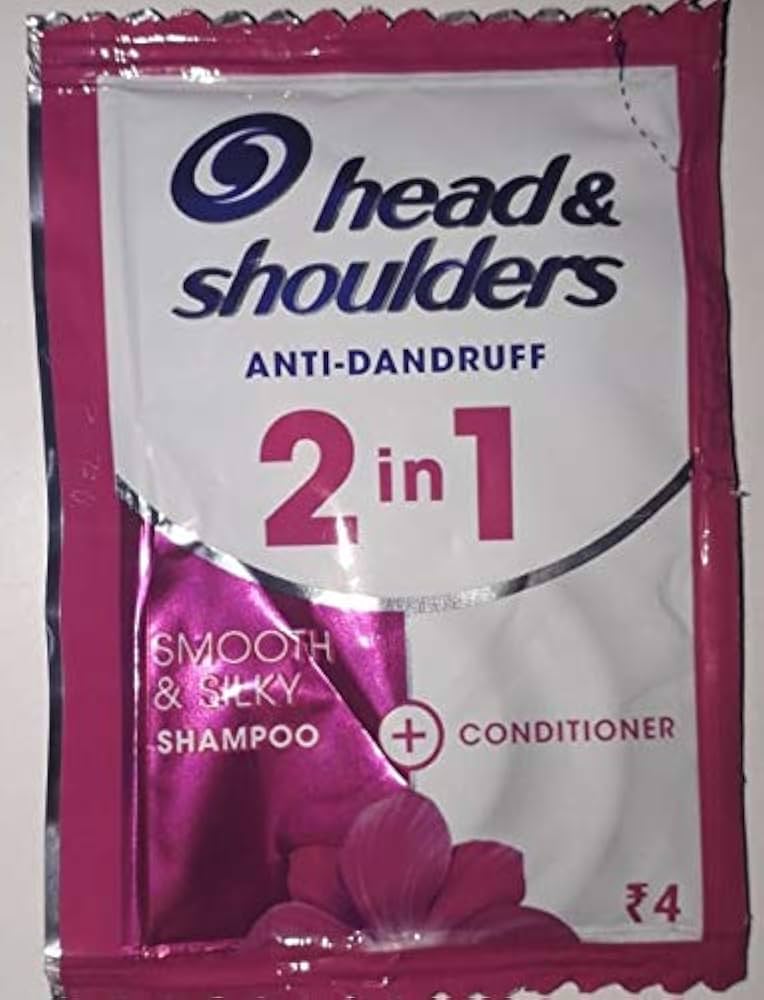 head &
shoulders
ANTI-DANDRUFF
2 in 1
SMOOTH
& SILKY
SHAMPOO
+ CONDITIONER
₹4